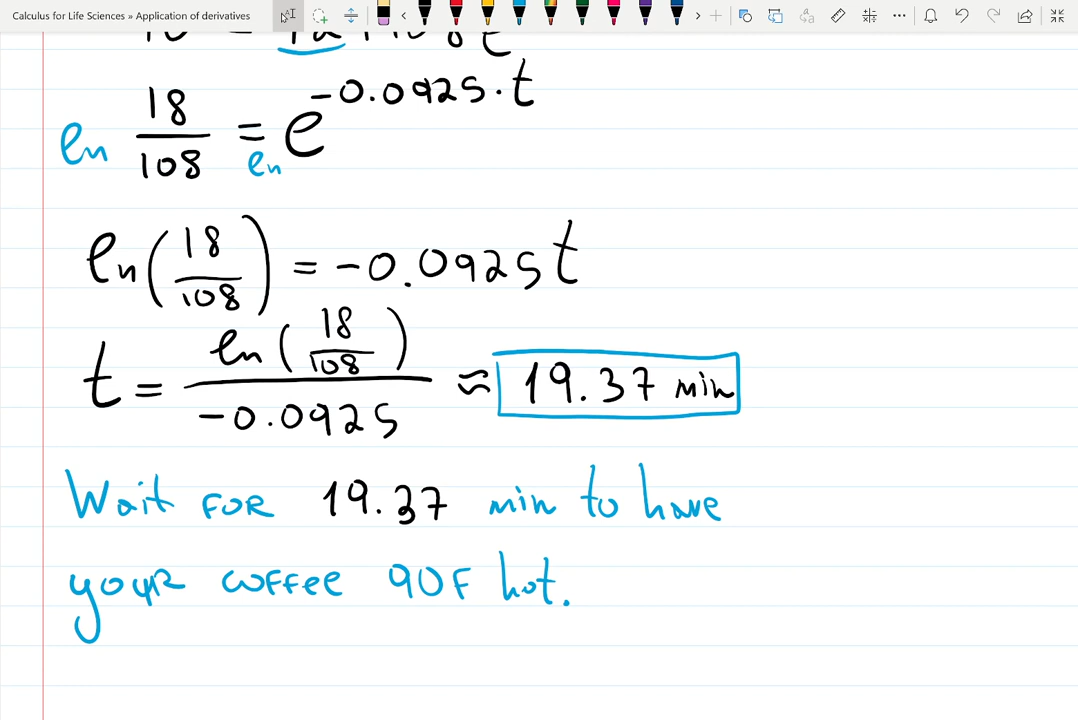 Calculus for Life Sciences » Application of derivatives
ln 18/108 = ln e^(-0.0925·t)
ln(18/108) = -0.0925t
t = ln(18/108)/-0.0925 ≈ 19.37 min
Wait FOR 19.37 min to have
your coffee 90F hot.